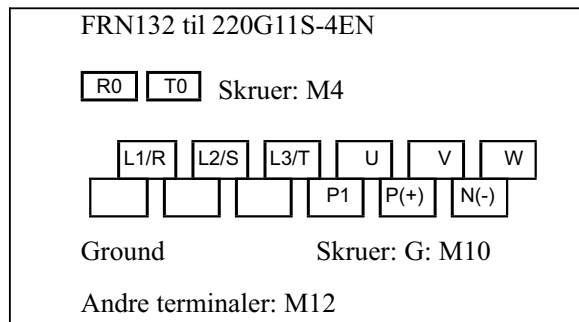 FRN132 til 220G11S-4EN
R0 T0 Skruer: M4
L1/R L2/S L3/T U V W
P1 P(+) N(-)
Ground Skruer: G: M10
Andre terminaler: M12